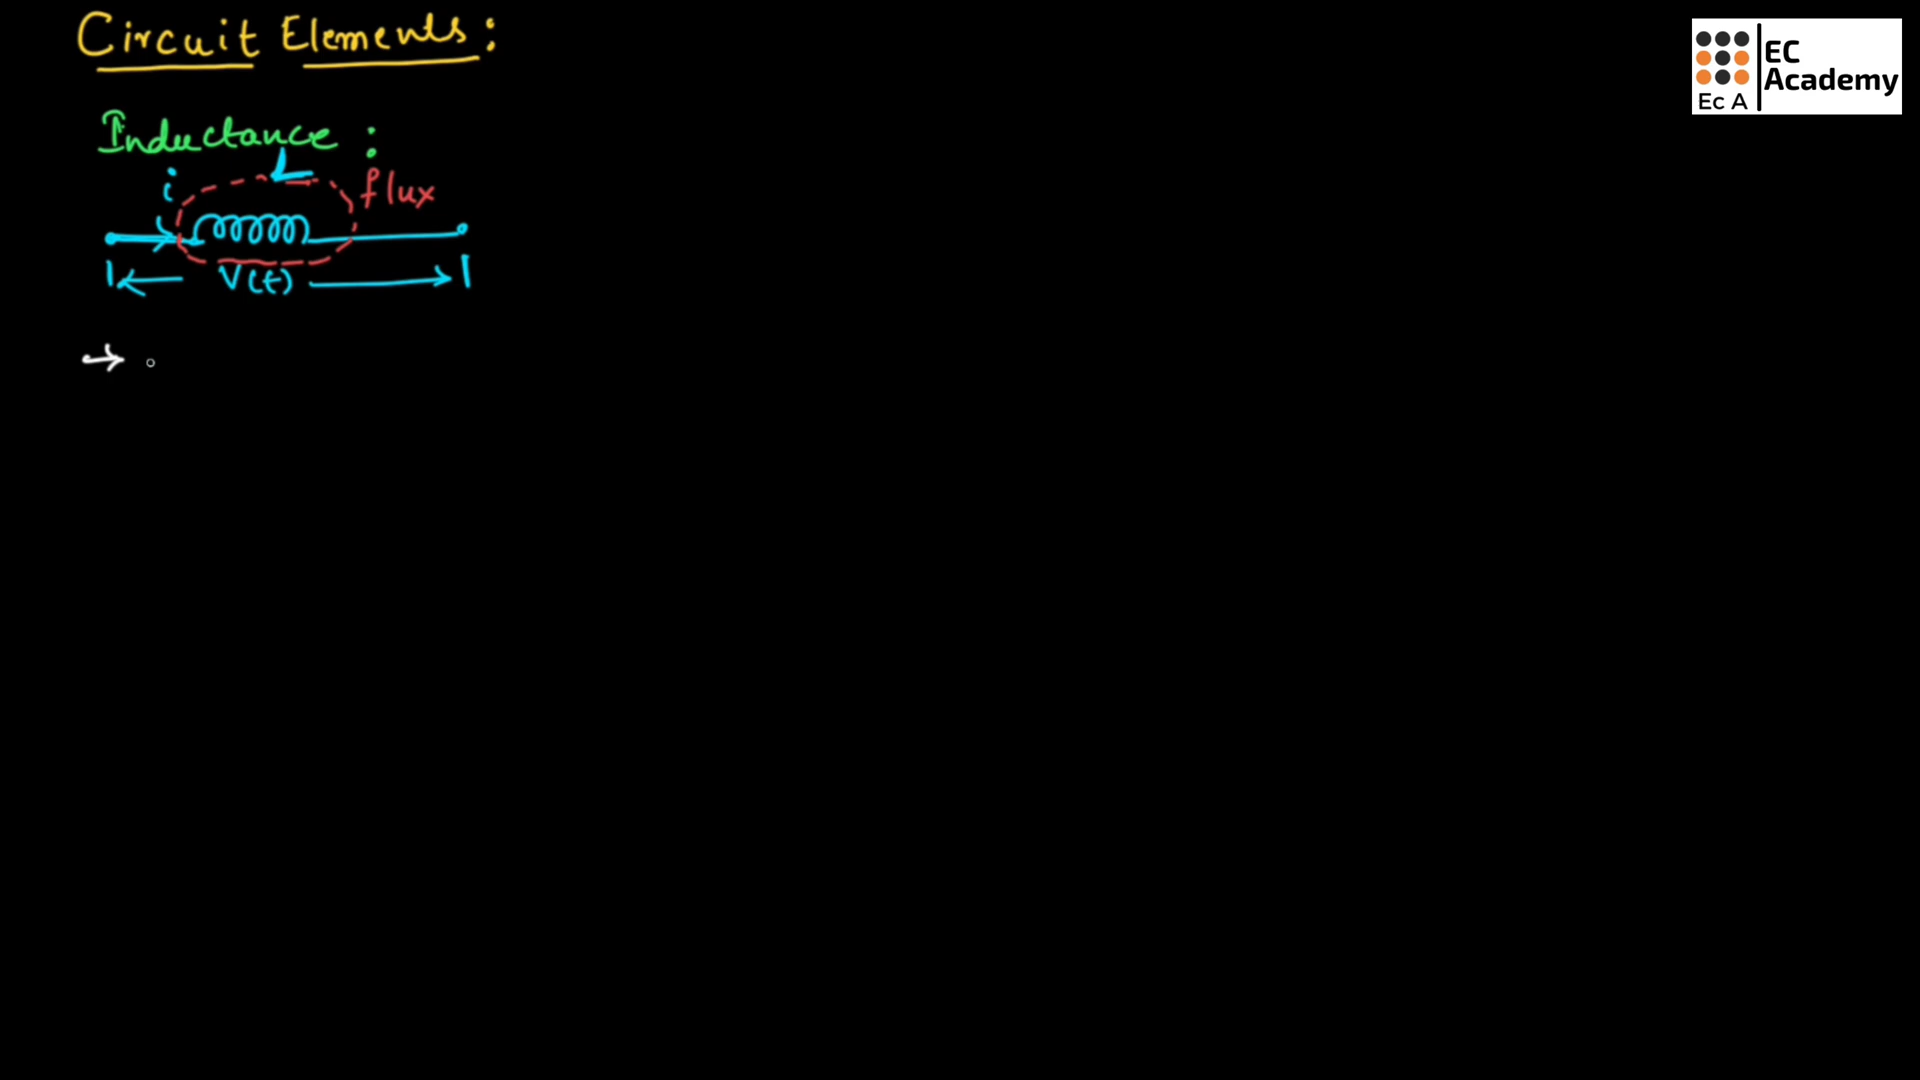 Circuit Elements:
EC
Academy
Ec A
Inductance :
L
i
flux
V(t)